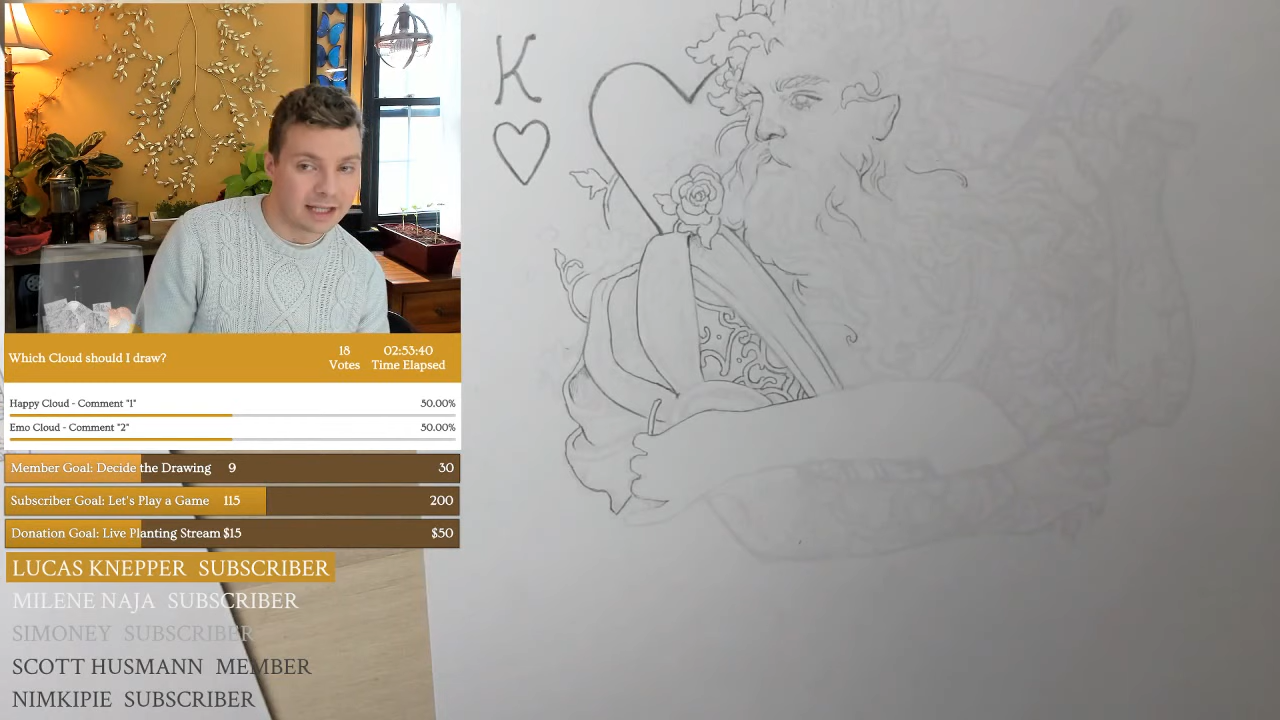 K
Which Cloud should I draw?
18 Votes
02:53:40 Time Elapsed
Happy Cloud - Comment "1" 50.00%
Emo Cloud - Comment "2" 50.00%
Member Goal: Decide the Drawing 9 30
Subscriber Goal: Let's Play a Game 115 200
Donation Goal: Live Planting Stream $15 $50
LUCAS KNEPPER SUBSCRIBER
MILENE NAJA SUBSCRIBER
SIMONEY SUBSCRIBER
SCOTT HUSMANN MEMBER
NIMKIPIE SUBSCRIBER